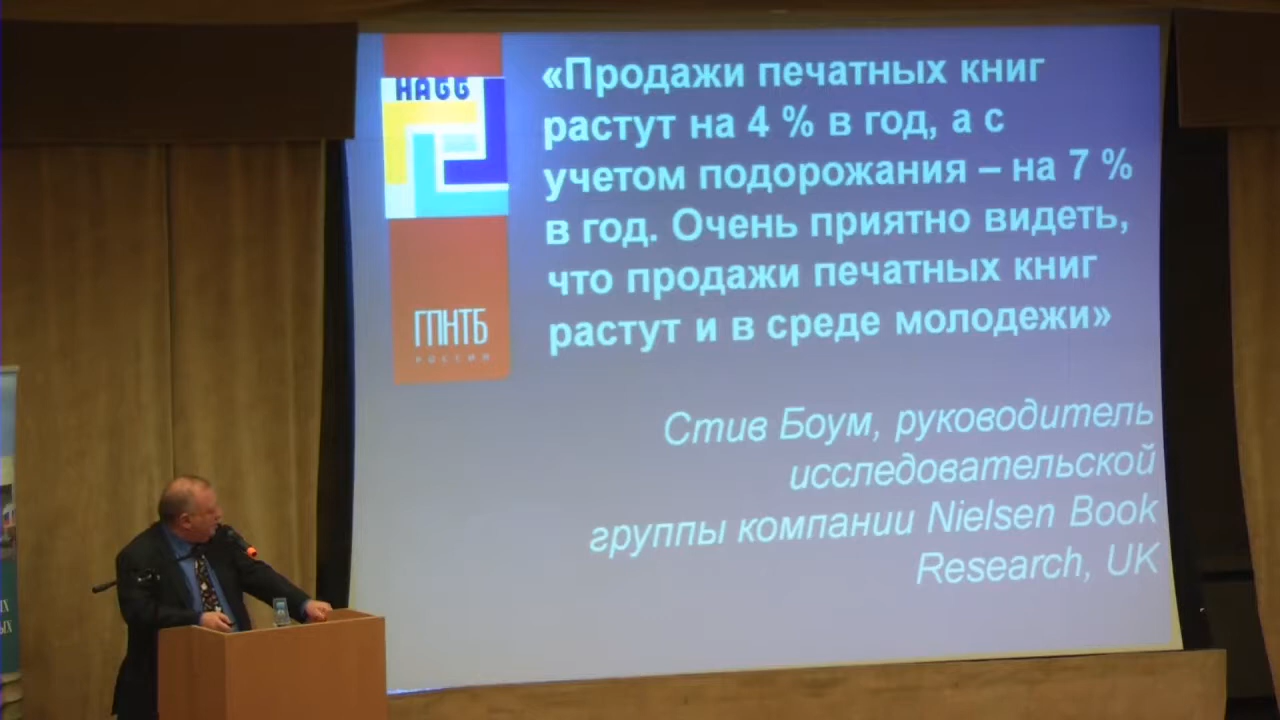 НАББ
ГПНТБ
РОССИИ
«Продажи печатных книг
растут на 4 % в год, а с
учетом подорожания – на 7 %
в год. Очень приятно видеть,
что продажи печатных книг
растут и в среде молодежи»
Стив Боум, руководитель
исследовательской
группы компании Nielsen Book
Research, UK